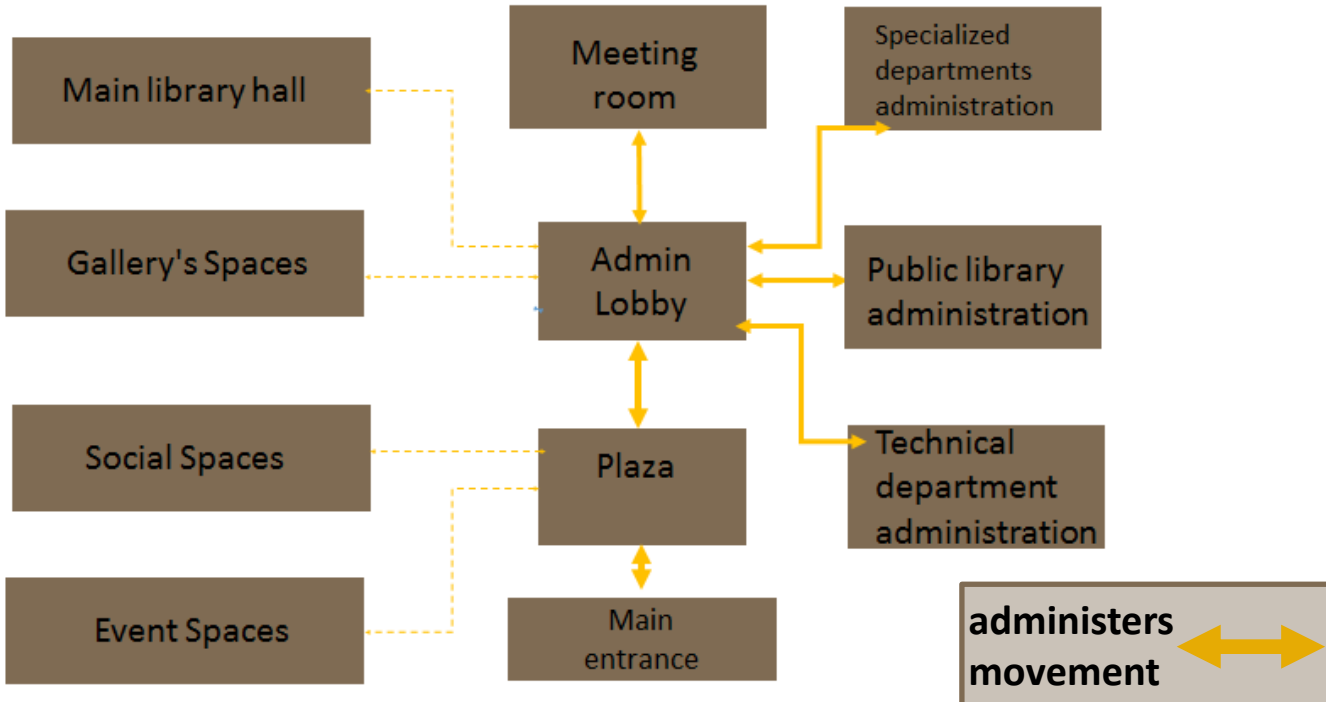 Main library hall
Meeting
room
Specialized
departments
administration
Gallery's Spaces
Admin
Lobby
Public library
administration
Social Spaces
Plaza
Technical
department
administration
Event Spaces
Main
entrance
administers
movement